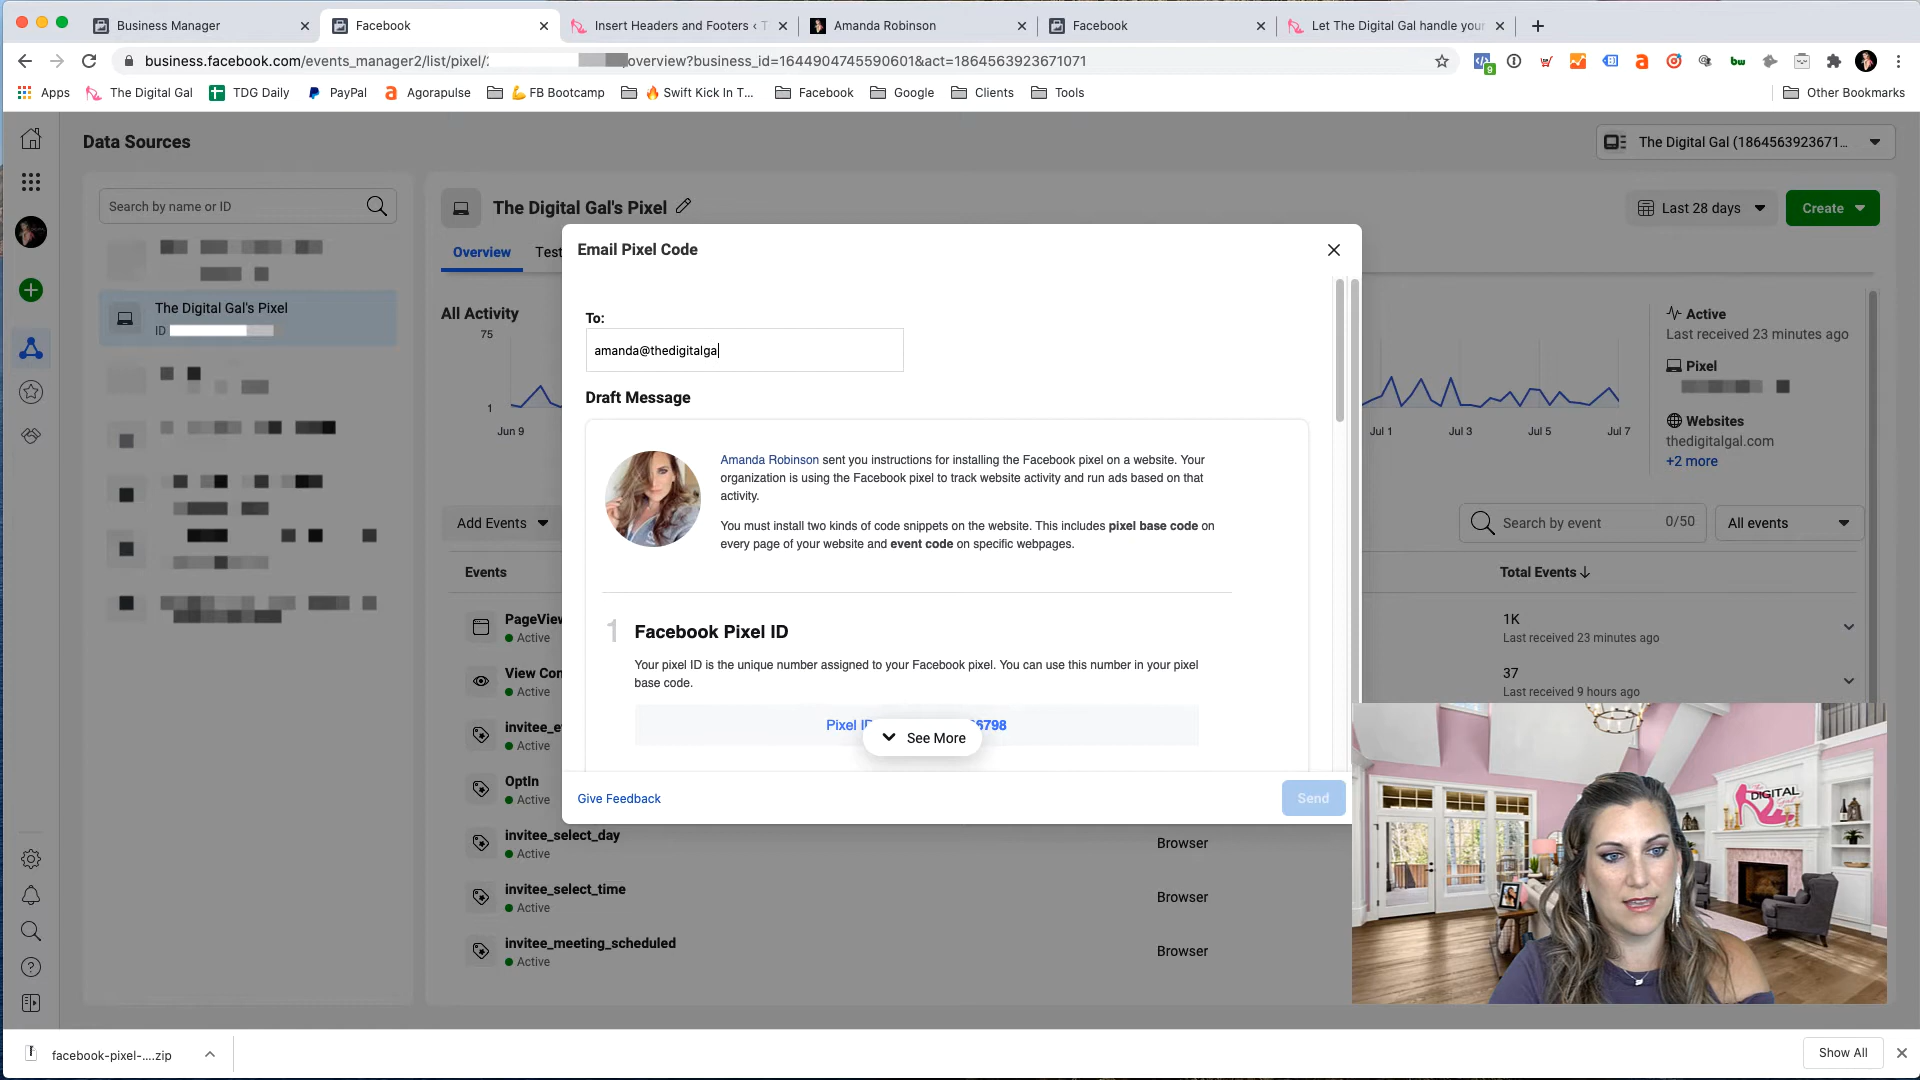 Business Manager
Facebook
Insert Headers and Footers ‹ T
Amanda Robinson
Facebook
Let The Digital Gal handle your
business.facebook.com/events_manager2/list/pixel/
overview?business_id=1644904745590601&act=1864563923671071
9
bw
Apps
The Digital Gal
TDG Daily
PayPal
Agorapulse
FB Bootcamp
Swift Kick In T...
Facebook
Google
Clients
Tools
Other Bookmarks
Data Sources
The Digital Gal (1864563923671...
Search by name or ID
The Digital Gal's Pixel
ID
The Digital Gal's Pixel
Last 28 days
Create
Overview
Test
All Activity
75
1
Jun 9
Jul 1
Jul 3
Jul 5
Jul 7
Active
Last received 23 minutes ago
Pixel
Websites
thedigitalgal.com
+2 more
Add Events
Search by event
0/50
All events
Events
Total Events
PageView
Active
1K
Last received 23 minutes ago
View Con
Active
37
Last received 9 hours ago
invitee_e
Active
OptIn
Active
invitee_select_day
Active
Browser
invitee_select_time
Active
Browser
invitee_meeting_scheduled
Active
Browser
Email Pixel Code
To:
amanda@thedigitalga
Draft Message
Amanda Robinson sent you instructions for installing the Facebook pixel on a website. Your
organization is using the Facebook pixel to track website activity and run ads based on that
activity.
You must install two kinds of code snippets on the website. This includes pixel base code on
every page of your website and event code on specific webpages.
1 Facebook Pixel ID
Your pixel ID is the unique number assigned to your Facebook pixel. You can use this number in your pixel
base code.
Pixel ID
6798
See More
Give Feedback
Send
DIGITAL
facebook-pixel-....zip
Show All